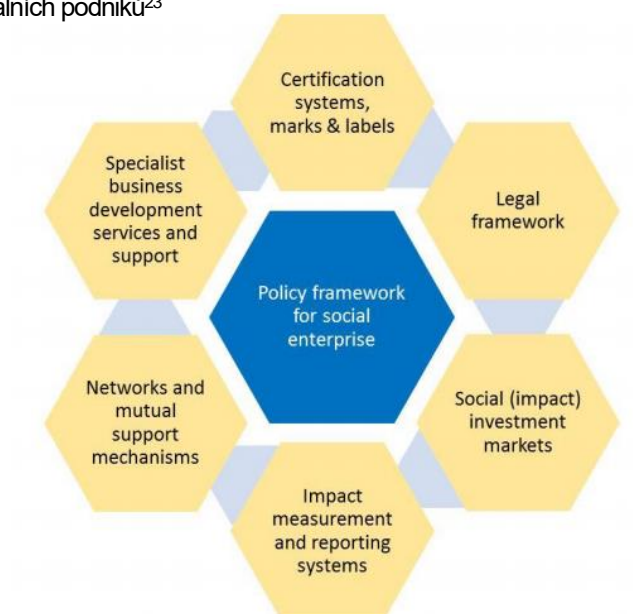 álních podniků23
Certification
systems,
marks & labels
Specialist
business
development
services and
support
Legal
framework
Policy framework
for social
enterprise
Networks and
mutual
support
mechanisms
Social (impact)
investment
markets
Impact
measurement
and reporting
systems